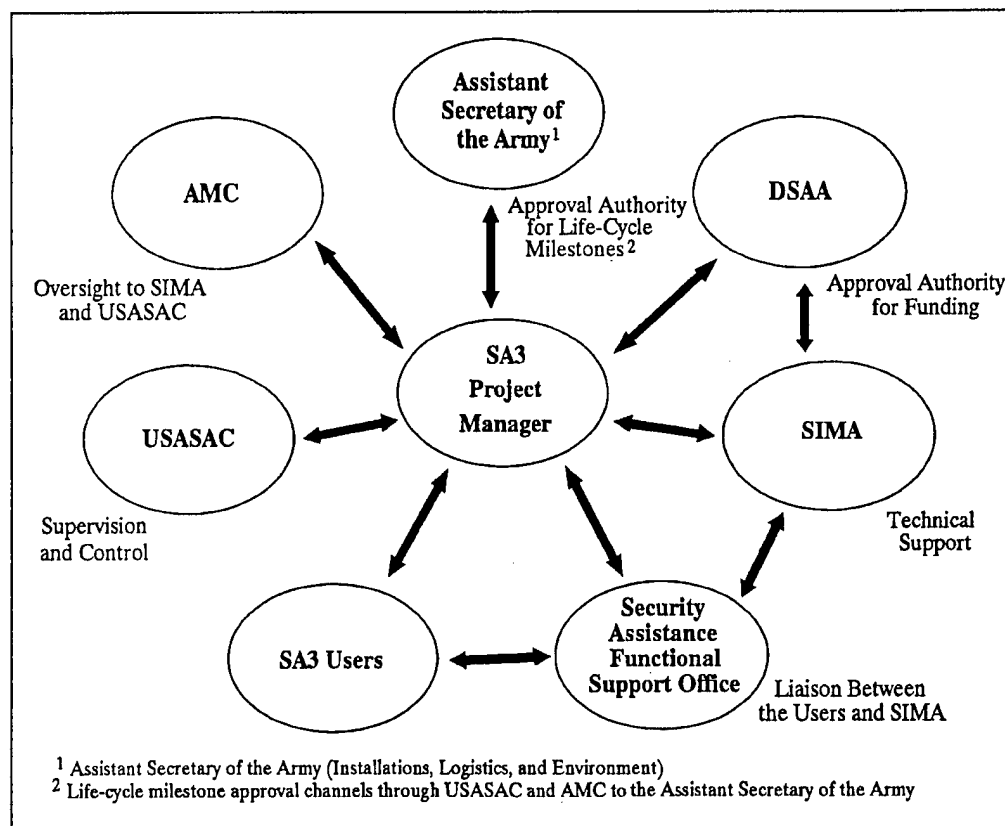 Assistant
Secretary of
the Army¹
AMC
DSAA
Approval Authority
for Life-Cycle
Milestones²
Oversight to SIMA
and USASAC
Approval Authority
for Funding
SA3
Project
Manager
USASAC
SIMA
Supervision
and Control
Technical
Support
SA3 Users
Security
Assistance
Functional
Support Office
Liaison Between
the Users and SIMA
¹ Assistant Secretary of the Army (Installations, Logistics, and Environment)
² Life-cycle milestone approval channels through USASAC and AMC to the Assistant Secretary of the Army